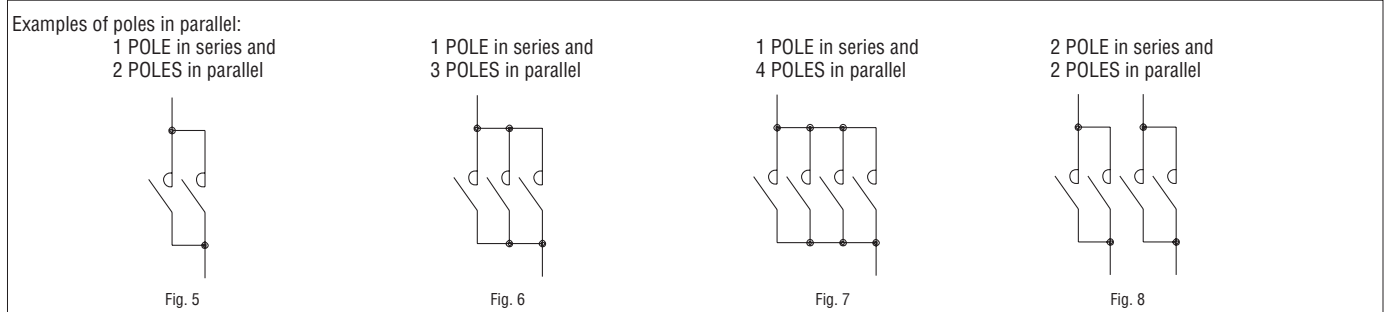 Examples of poles in parallel:
1 POLE in series and
2 POLES in parallel
1 POLE in series and
3 POLES in parallel
1 POLE in series and
4 POLES in parallel
2 POLE in series and
2 POLES in parallel
Fig. 5
Fig. 6
Fig. 7
Fig. 8